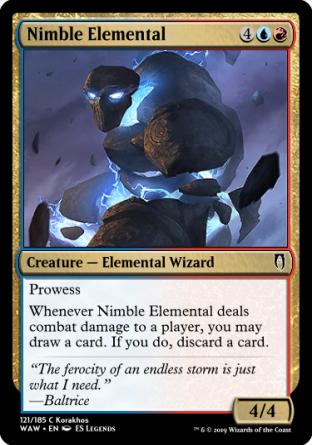 Nimble Elemental 4
Creature — Elemental Wizard
Prowess
Whenever Nimble Elemental deals
combat damage to a player, you may
draw a card. If you do, discard a card.
“The ferocity of an endless storm is just
what I need.”
—Baltrice
4/4
121/185 C Korakhos
WAW • EN ES LEGENDS ™ & © 2019 Wizards of the Coast